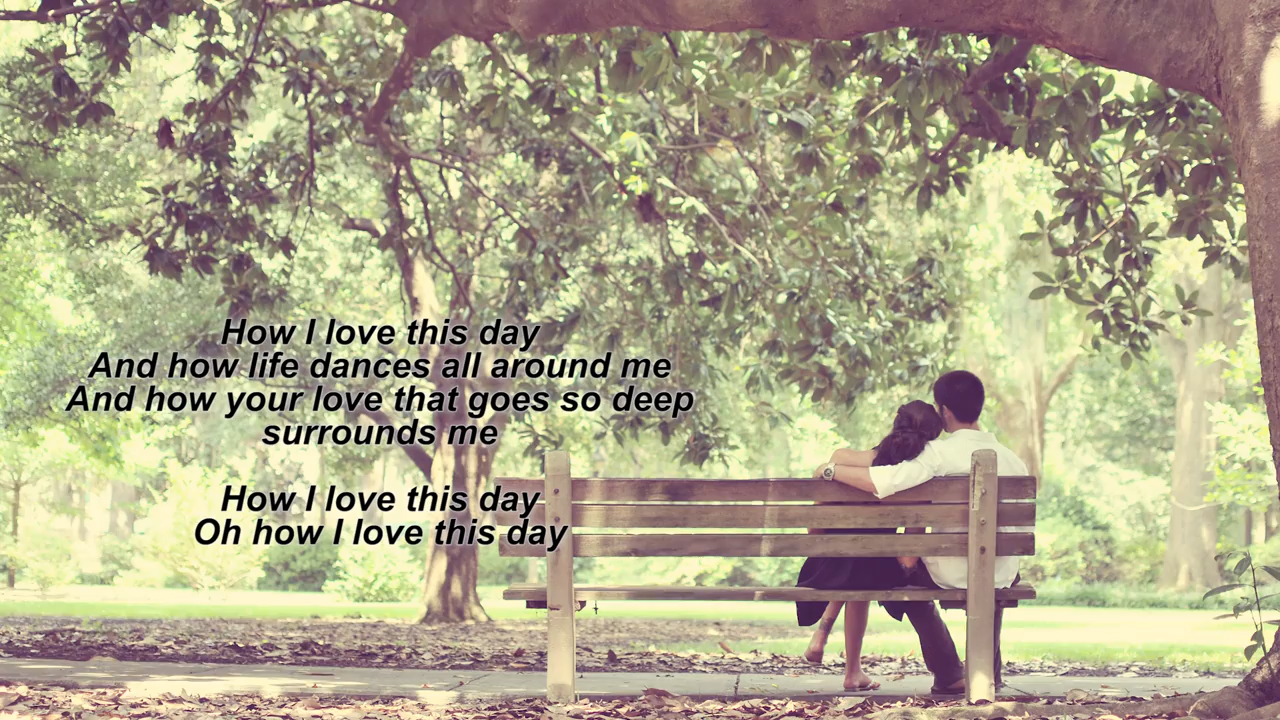 How I love this day
And how life dances all around me
And how your love that goes so deep
surrounds me
How I love this day
Oh how I love this day